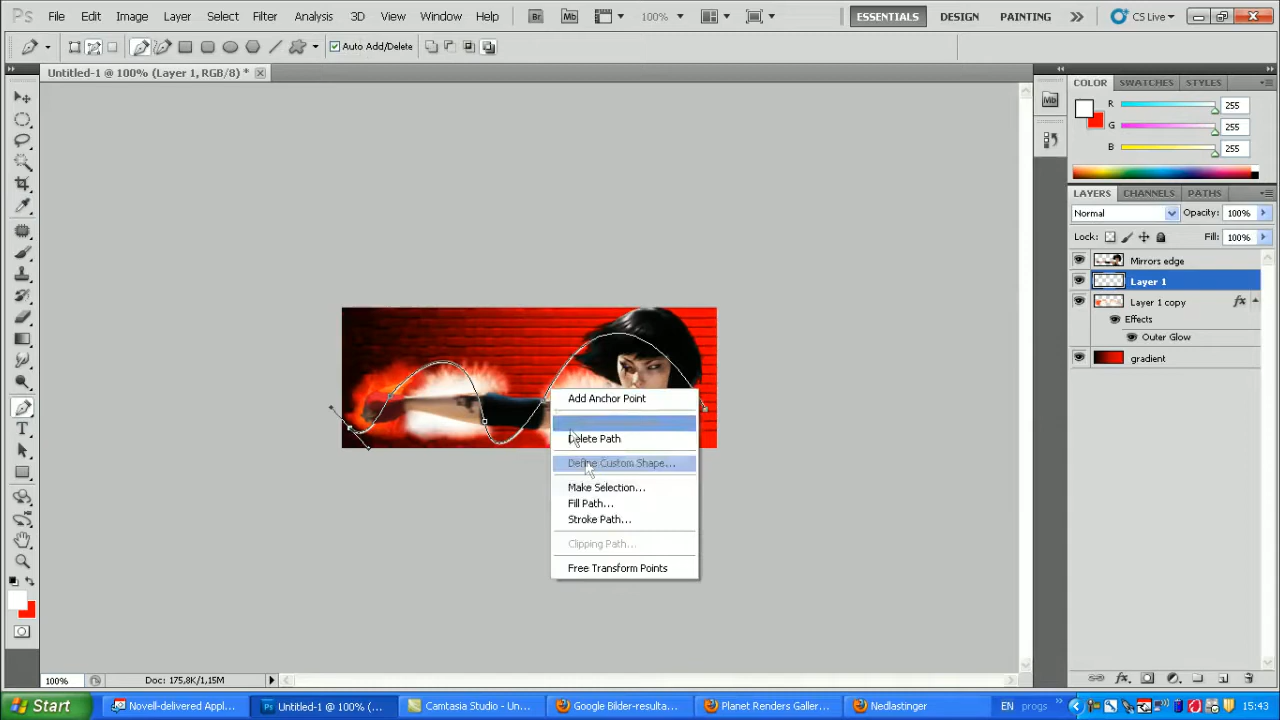 Ps File Edit Image Layer Select Filter Analysis 3D View Window Help Br Mb 100% ESSENTIALS DESIGN PAINTING CS Live
Auto Add/Delete
Untitled-1 @ 100% (Layer 1, RGB/8) *
COLOR SWATCHES STYLES
Mb
R 255
G 255
B 255
LAYERS CHANNELS PATHS
Normal Opacity: 100%
Lock: Fill: 100%
Mirrors edge
Layer 1
Layer 1 copy fx
Effects
Outer Glow
gradient
Add Anchor Point
Delete Path
Define Custom Shape...
Make Selection...
Fill Path...
Stroke Path...
Clipping Path...
Free Transform Points
100% Doc: 175,8K/1,15M
Start Novell-delivered Appl... Untitled-1 @ 100% (... Camtasia Studio - Un... Google Bilder-resulta... Planet Renders Galler... Nedlastinger EN progs 15:43